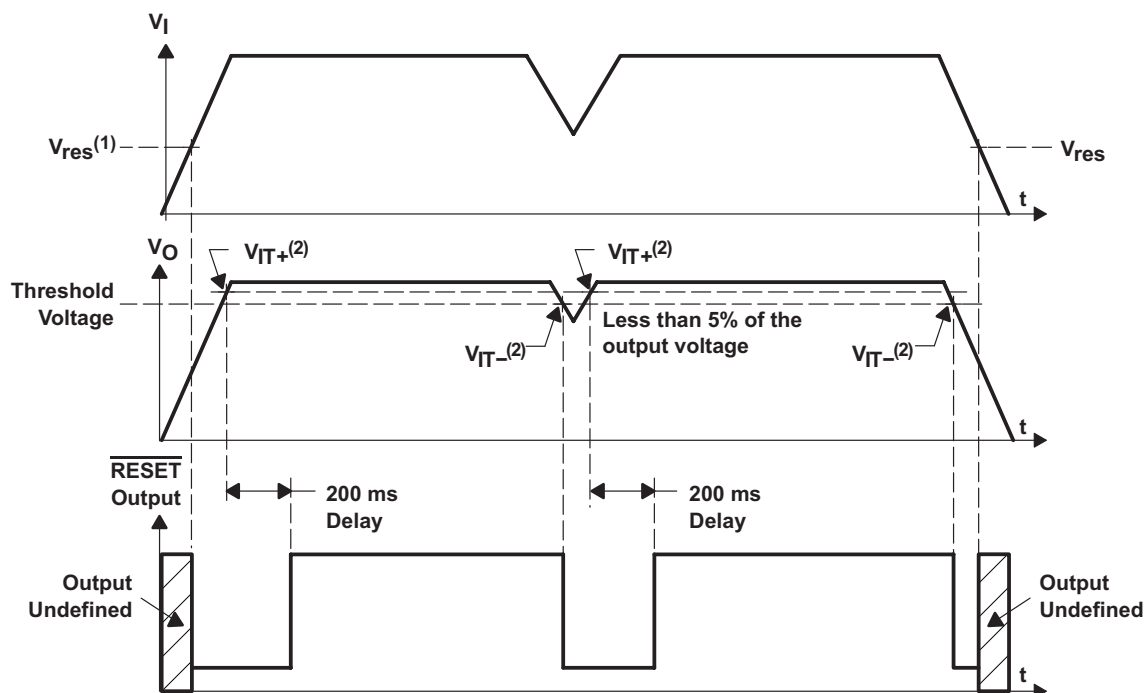 VI
Vres(1)
Vres
t
VO
VIT+(2)
VIT+(2)
Threshold
Voltage
Less than 5% of the
output voltage
VIT−(2)
VIT−(2)
t
RESET
Output
200 ms
Delay
200 ms
Delay
Output
Undefined
Output
Undefined
t